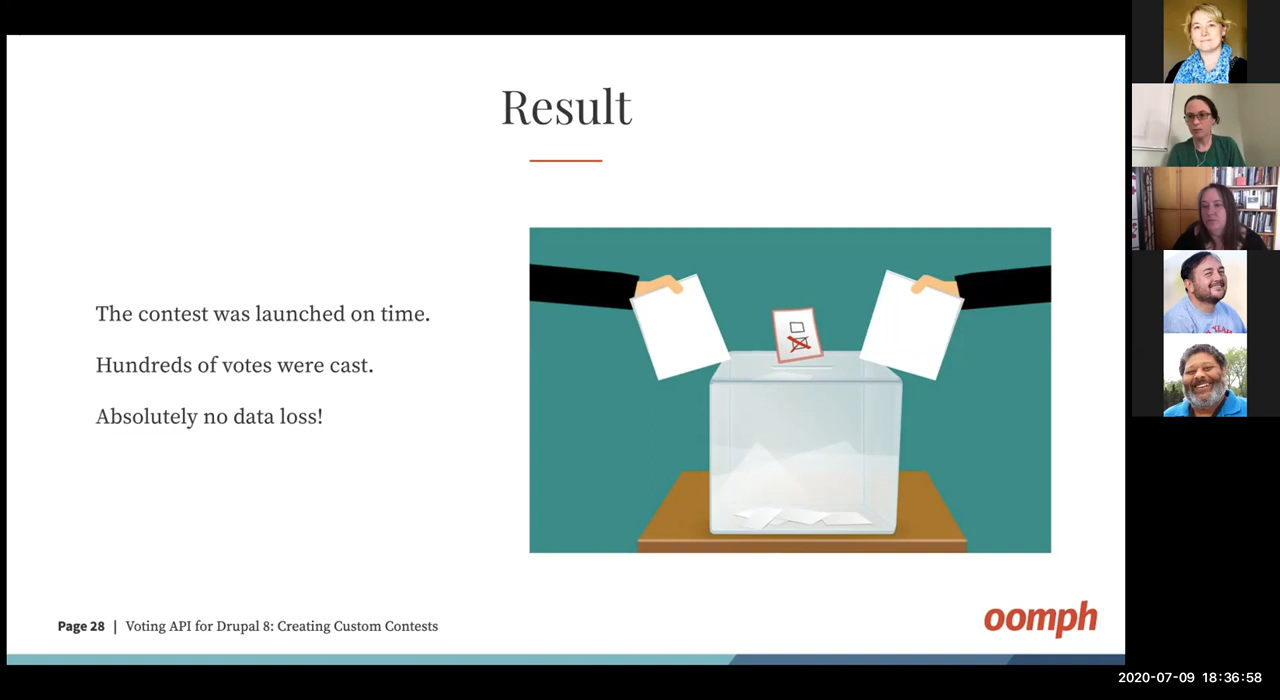 Result
The contest was launched on time.
Hundreds of votes were cast.
Absolutely no data loss!
Page 28 | Voting API for Drupal 8: Creating Custom Contests
oomph
2020-07-09 18:36:58